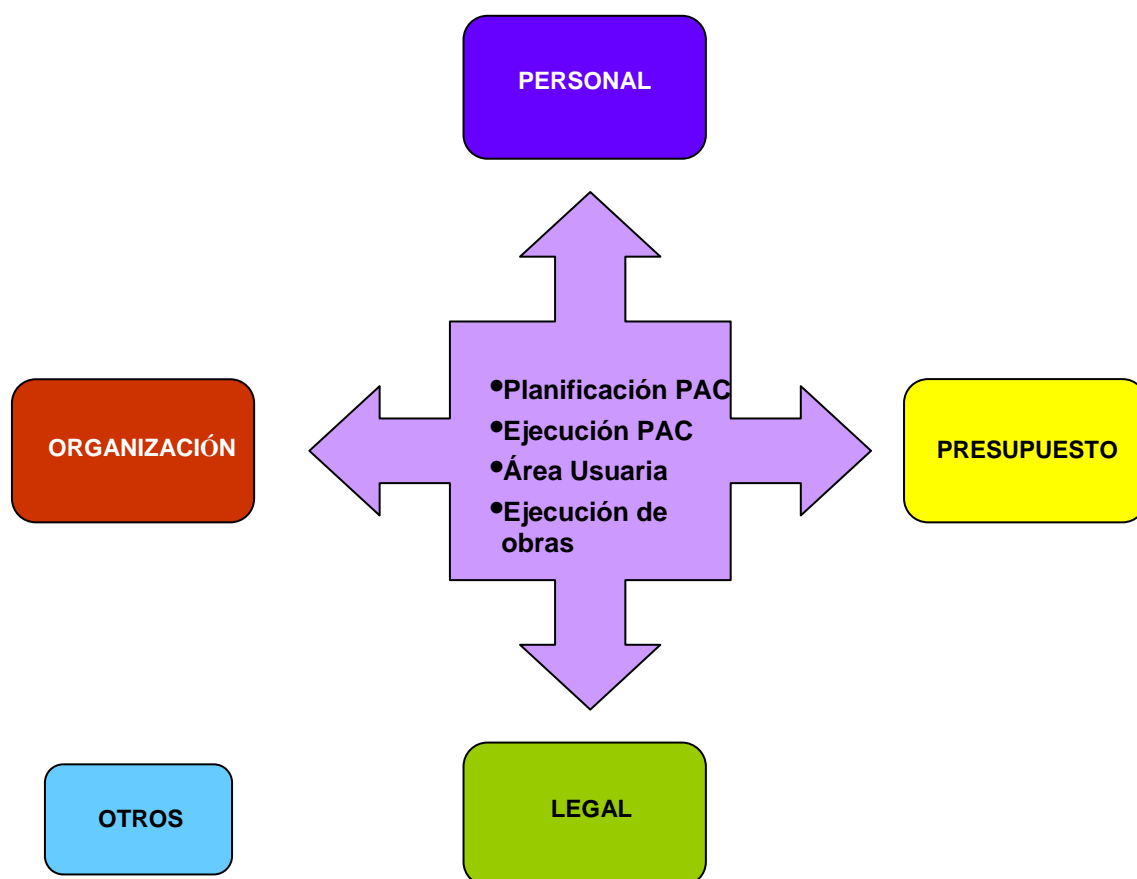 PERSONAL
ORGANIZACIÓN
•Planificación PAC
•Ejecución PAC
•Área Usuaria
•Ejecución de
obras
PRESUPUESTO
OTROS
LEGAL